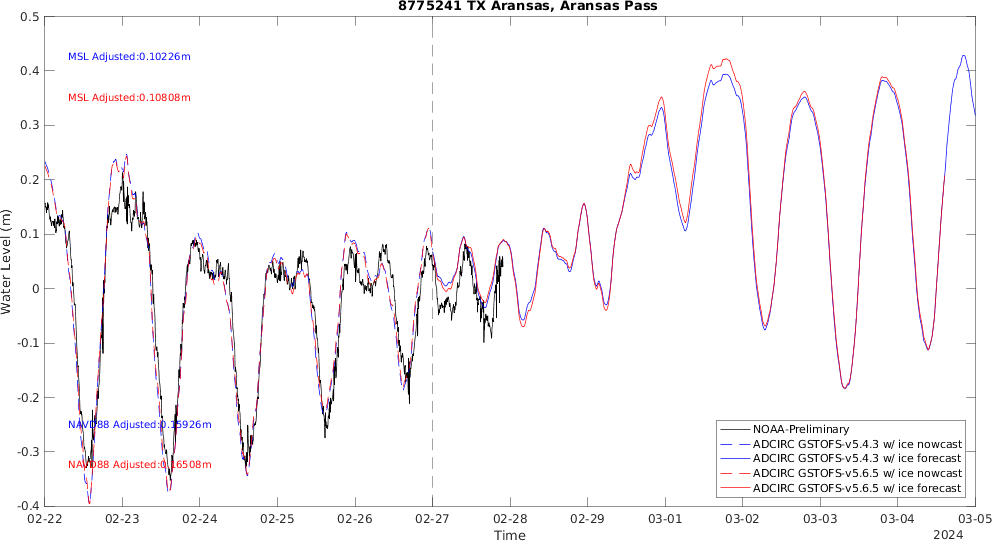 8775241 TX Aransas, Aransas Pass
0.5
0.4
0.3
0.2
0.1
0
-0.1
-0.2
-0.3
-0.4
Water Level (m)
MSL Adjusted:0.10226m
MSL Adjusted:0.10808m
NAVD88 Adjusted:0.15926m
NAVD88 Adjusted:0.16508m
NOAA-Preliminary
ADCIRC GSTOFS-v5.4.3 w/ ice nowcast
ADCIRC GSTOFS-v5.4.3 w/ ice forecast
ADCIRC GSTOFS-v5.6.5 w/ ice nowcast
ADCIRC GSTOFS-v5.6.5 w/ ice forecast
02-22 02-23 02-24 02-25 02-26 02-27 02-28 02-29 03-01 03-02 03-03 03-04 03-05
Time
2024